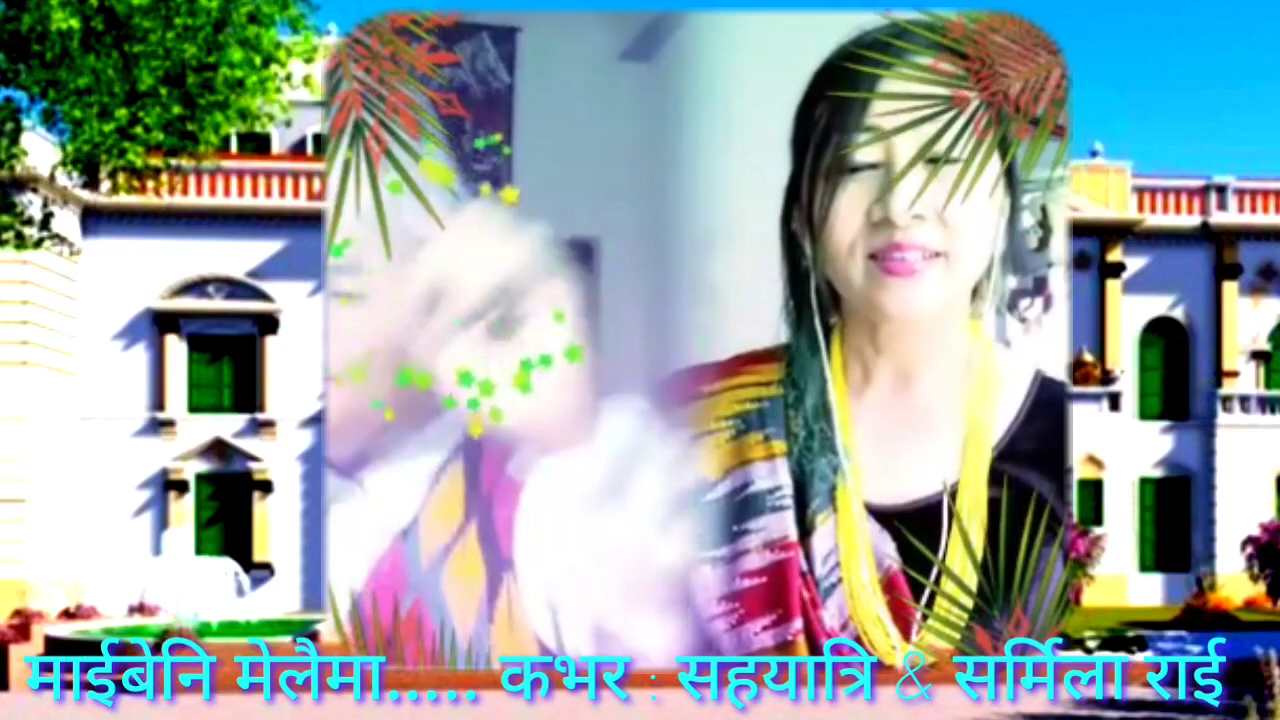 माईबेनि मेलैमा..... कभर : सहयात्रि & सर्मिला राई